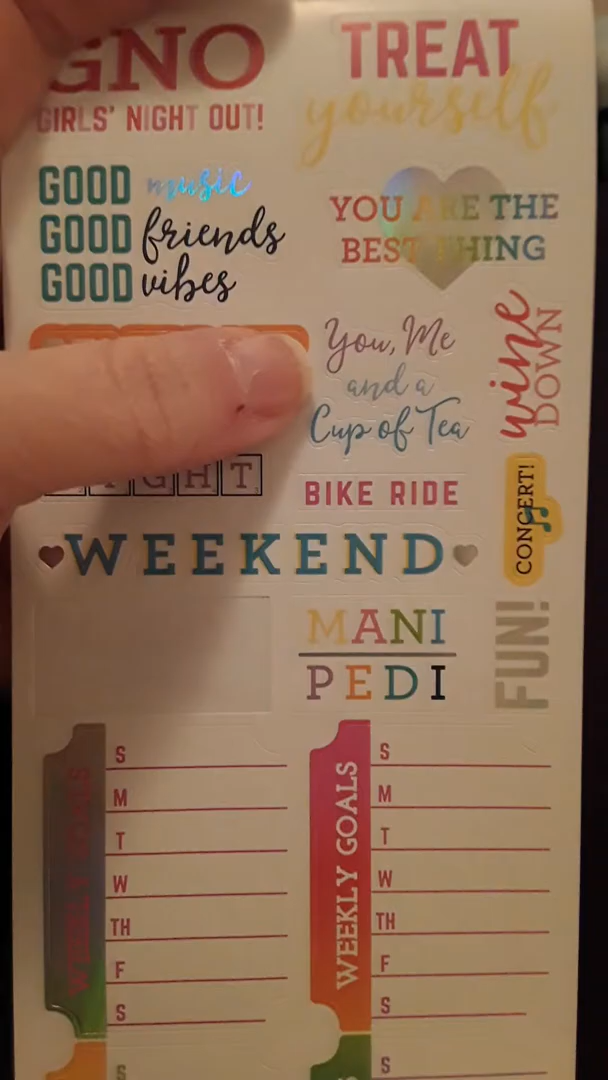 GNO
GIRLS' NIGHT OUT!
TREAT
yourself
GOOD music
GOOD friends
GOOD vibes
YOU ARE THE
BEST THING
You, Me
and a
Cup of Tea
wine
DOWN
IGHT
BIKE RIDE
CONCERT!
WEEKEND
MANI
PEDI
FUN!
WEEKLY GOALS
S
M
T
W
TH
F
S
WEEKLY GOALS
S
M
T
W
TH
F
S
S
S